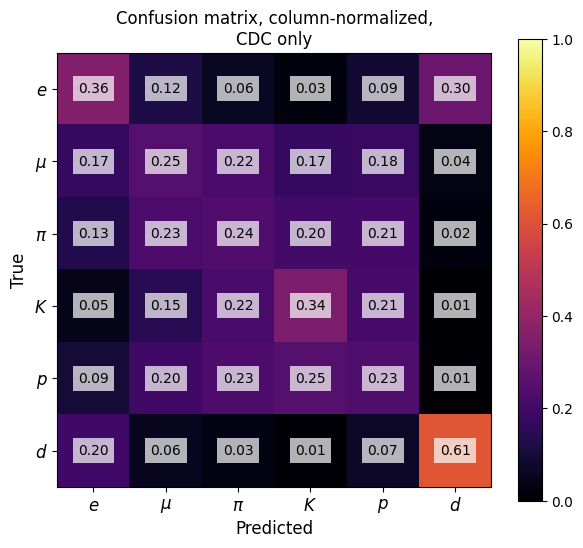 Confusion matrix, column-normalized,
CDC only
e 0.36 0.12 0.06 0.03 0.09 0.30
μ 0.17 0.25 0.22 0.17 0.18 0.04
π 0.13 0.23 0.24 0.20 0.21 0.02
K 0.05 0.15 0.22 0.34 0.21 0.01
p 0.09 0.20 0.23 0.25 0.23 0.01
d 0.20 0.06 0.03 0.01 0.07 0.61
e μ π K p d
Predicted
True
1.0
0.8
0.6
0.4
0.2
0.0